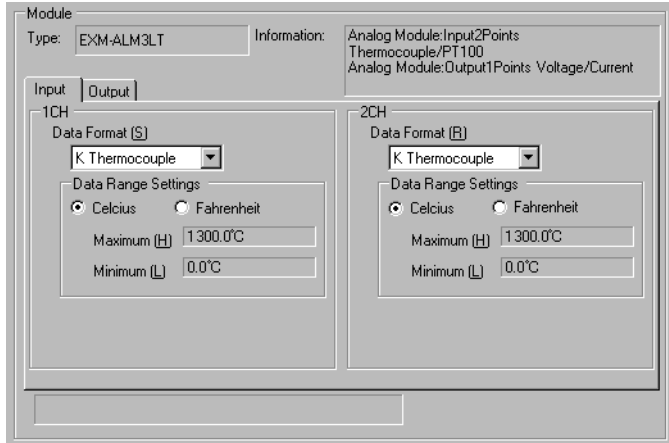 Module
Type: EXM-ALM3LT
Information: Analog Module:Input2Points
Thermocouple/PT100
Analog Module:Output1Points Voltage/Current
Input Output
1CH
Data Format (S)
K Thermocouple
Data Range Settings
Celcius Fahrenheit
Maximum (H) 1300.0°C
Minimum (L) 0.0°C
2CH
Data Format (R)
K Thermocouple
Data Range Settings
Celcius Fahrenheit
Maximum (H) 1300.0°C
Minimum (L) 0.0°C